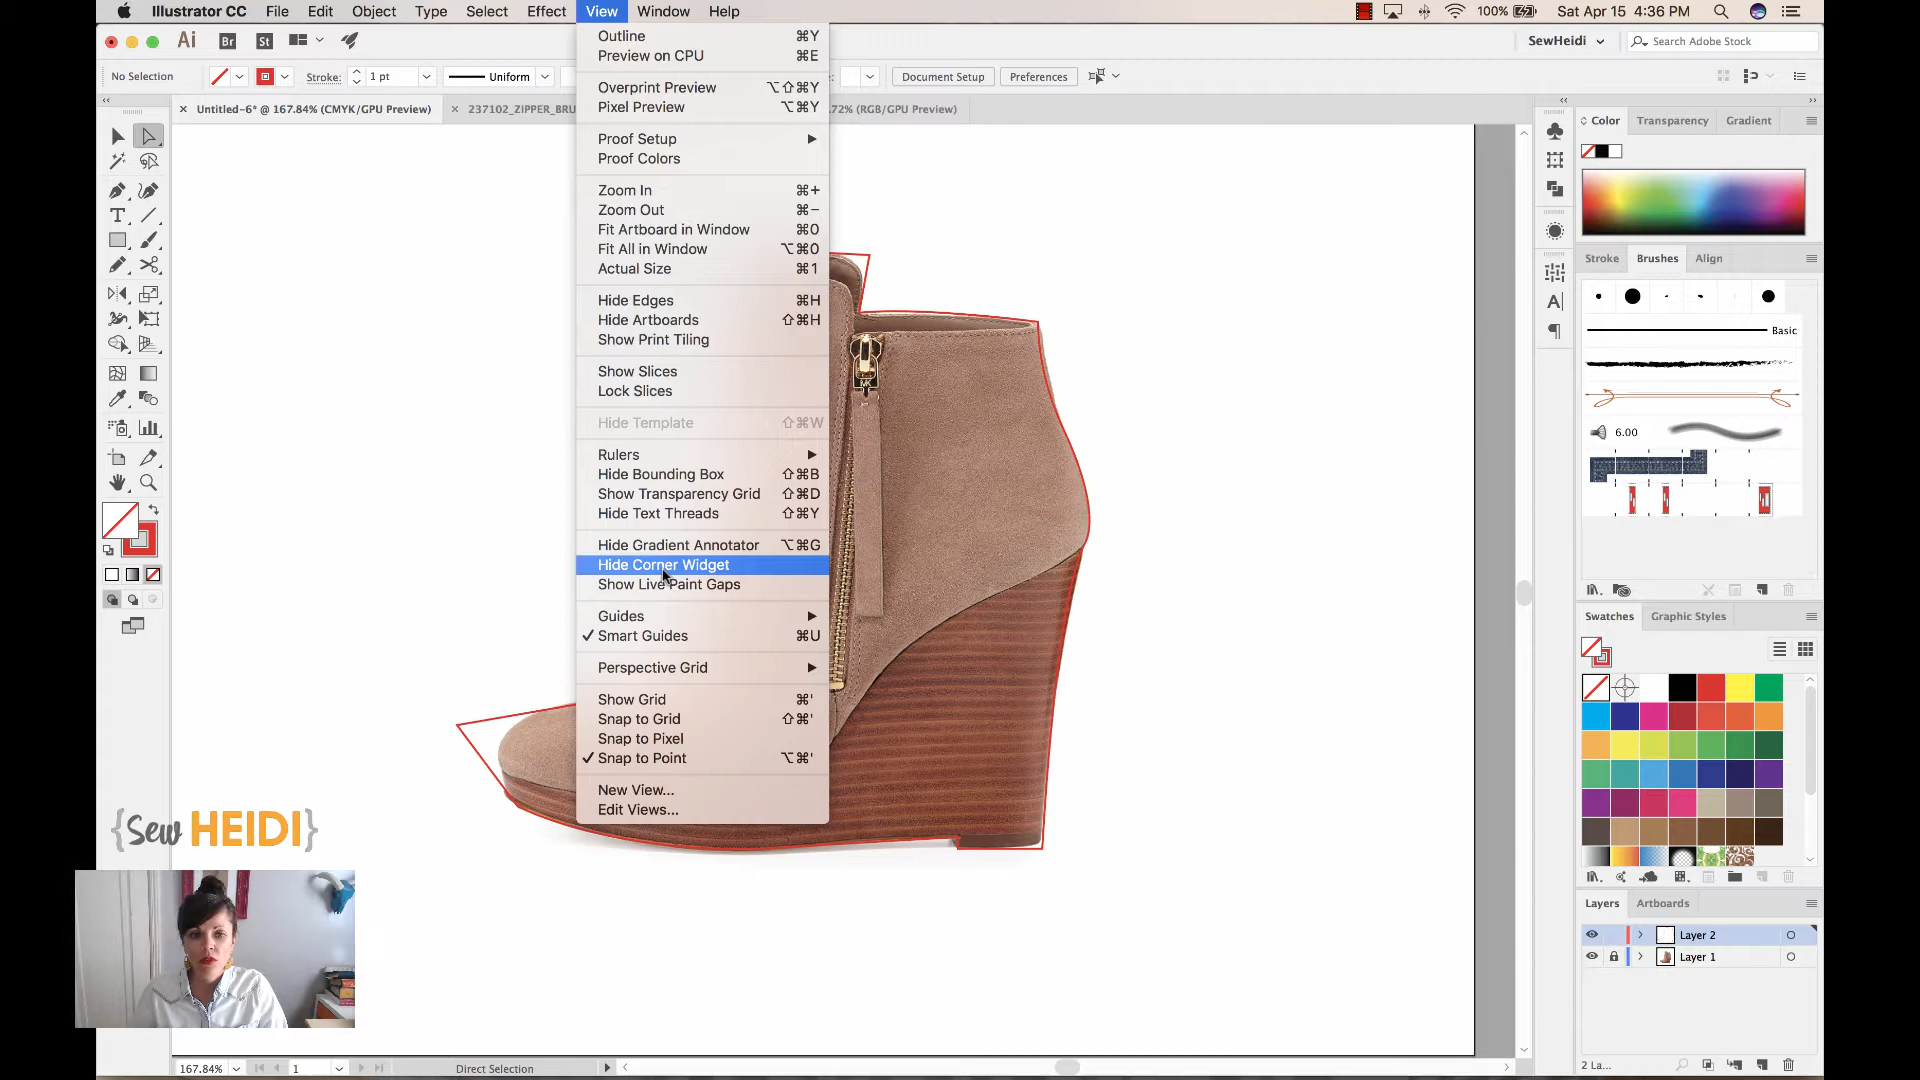 Illustrator CC File Edit Object Type Select Effect View Window Help 100% Sat Apr 15 4:36 PM
Ai Br St SewHeidi Search Adobe Stock
No Selection Stroke: 1 pt Uniform Document Setup Preferences
Untitled-6* @ 167.84% (CMYK/GPU Preview) 237102_ZIPPER_BRU .72% (RGB/GPU Preview)
Outline ⌘Y
Preview on CPU ⌘E
Overprint Preview ⌥⇧⌘Y
Pixel Preview ⌥⌘Y
Proof Setup
Proof Colors
Zoom In ⌘+
Zoom Out ⌘−
Fit Artboard in Window ⌘0
Fit All in Window ⌥⌘0
Actual Size ⌘1
Hide Edges ⌘H
Hide Artboards ⇧⌘H
Show Print Tiling
Show Slices
Lock Slices
Hide Template ⇧⌘W
Rulers
Hide Bounding Box ⇧⌘B
Show Transparency Grid ⇧⌘D
Hide Text Threads ⇧⌘Y
Hide Gradient Annotator ⌥⌘G
Hide Corner Widget
Show Live Paint Gaps
Guides
Smart Guides ⌘U
Perspective Grid
Show Grid ⌘'
Snap to Grid ⇧⌘'
Snap to Pixel
Snap to Point ⌥⌘'
New View...
Edit Views...
MK
Color Transparency Gradient
Stroke Brushes Align
Basic
6.00
Swatches Graphic Styles
Layers Artboards
Layer 2
Layer 1
2 La...
{Sew HEIDI}
167.84% 1 Direct Selection